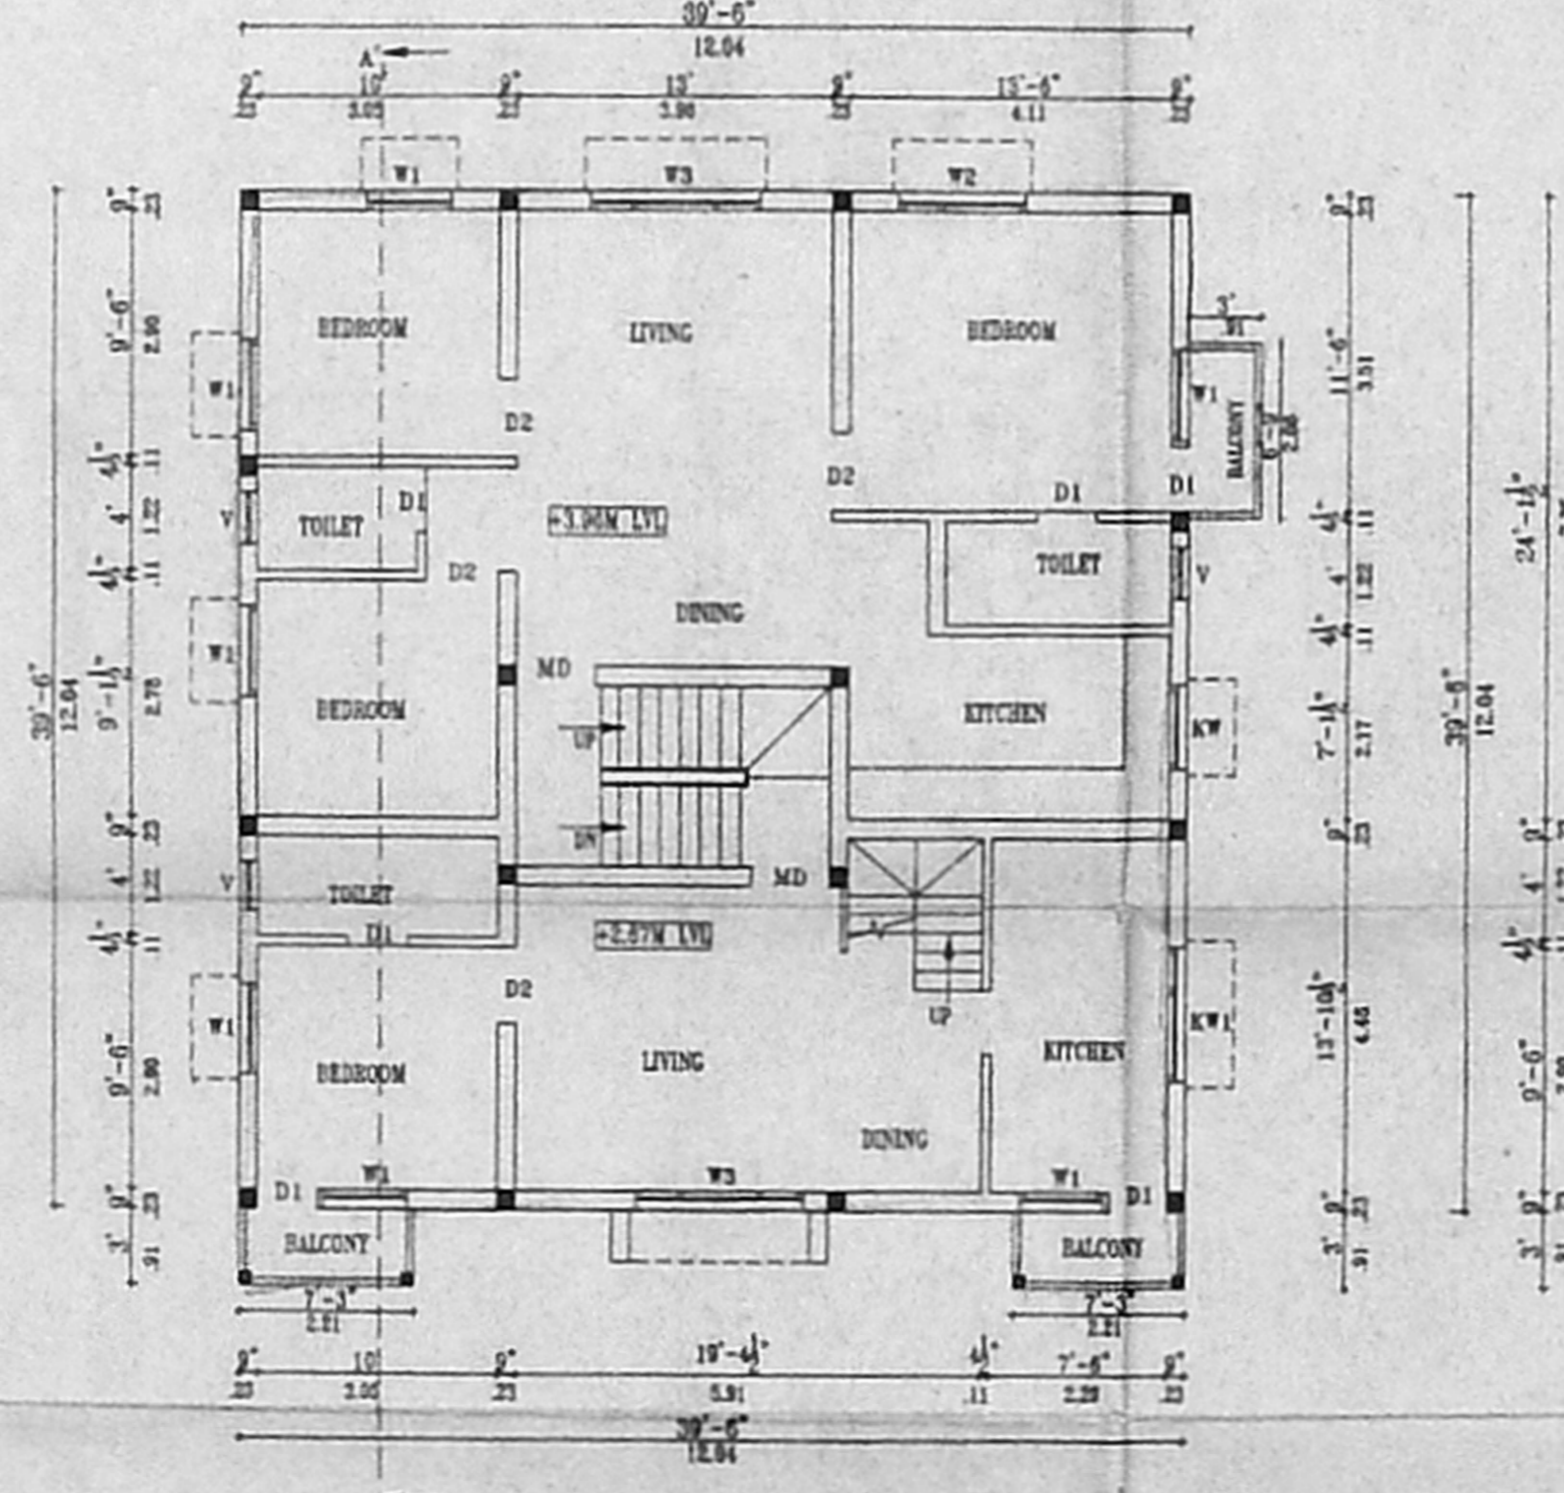 39'-6"
12.04
A'
9" 10' 9" 13' 9" 13'-6" 9"
.23 3.05 .23 3.96 .23 4.11 .23
W1 W3 W2
9" .23
9" .23
9'-6" 2.90
BEDROOM LIVING BEDROOM
3'
.91
11'-6" 3.51
W1
W1
BALCONY
D2
4½" .11
D2
D1 D1 D1
4' 1.22
V
TOILET
+3.96M LVL
4½" .11
24'-1½"
4½" .11
D2
TOILET
V
4' 1.22
DINING
4½" .11
W1
MD
39'-6"
12.04
9'-1½" 2.78
BEDROOM
KITCHEN
KW
7'-1½" 2.17
39'-6"
12.04
UP
DN
9" .23
9" .23
9"
4' 1.22
V
TOILET
MD
4'
D1
+2.67M LVL
4½" .11
4½"
D2
UP
W1
KW1
13'-10½"
4.46
9'-6" 2.90
BEDROOM LIVING KITCHEN
9'-6"
DINING
D1 W1 W3 W1 D1
9" .23
9" .23
9"
3' .91
BALCONY BALCONY
3' .91
3'
7'-3"
2.21
7'-3"
2.21
9" 10' 9" 19'-4½" 4½" 7'-6" 9"
.23 3.05 .23 5.91 .11 2.29 .23
39'-6"
12.04